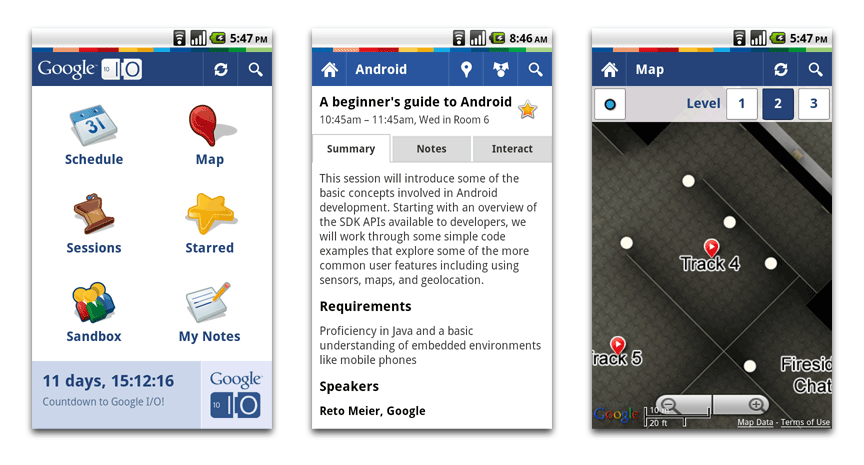 5:47 PM
Google 10 IO
31
Schedule
Map
Sessions
Starred
Sandbox
My Notes
11 days, 15:12:16
Countdown to Google I/O!
Google
10 IO
8:46 AM
Android
A beginner's guide to Android
10:45am – 11:45am, Wed in Room 6
Summary
Notes
Interact
This session will introduce some of the
basic concepts involved in Android
development. Starting with an overview of
the SDK APIs available to developers, we
will work through some simple code
examples that explore some of the more
common user features including using
sensors, maps, and geolocation.
Requirements
Proficiency in Java and a basic
understanding of embedded environments
like mobile phones
Speakers
Reto Meier, Google
5:47 PM
Map
Level 1 2 3
Track 4
rack 5
Fireside
Chat
Google
10 m
20 ft
Map Data - Terms of Use